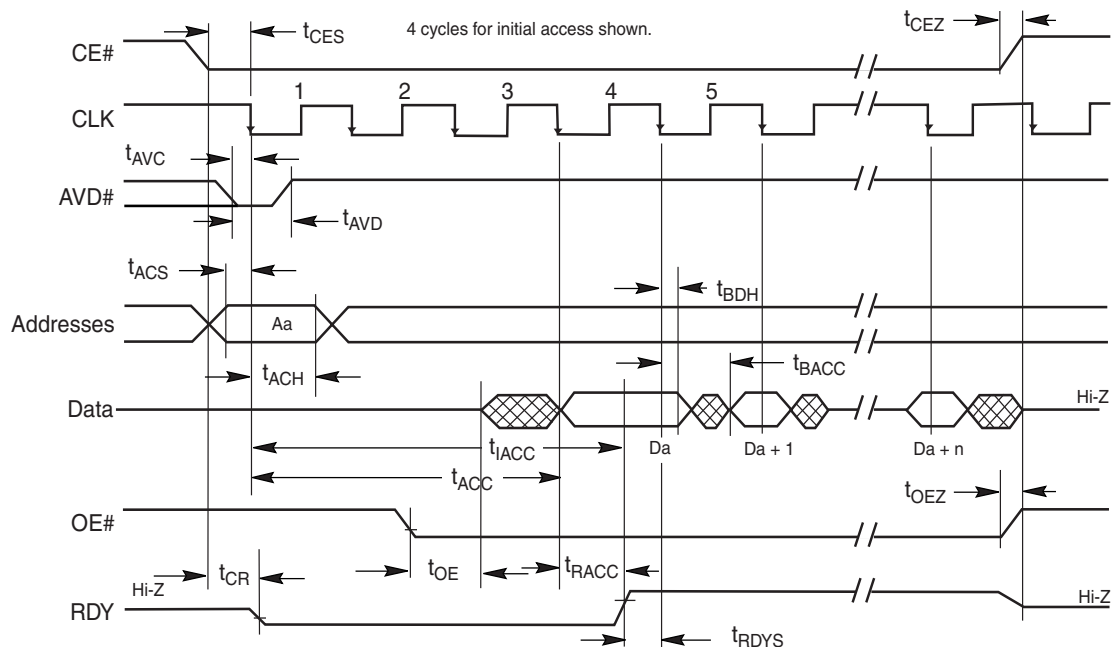 tCES
4 cycles for initial access shown.
tCEZ
CE#
1 2 3 4 5
CLK
tAVC
AVD#
tAVD
tACS
tBDH
Addresses
Aa
tACH
tBACC
Data
Hi-Z
tIACC
Da
Da + 1
Da + n
tACC
tOEZ
OE#
tCR
tOE
tRACC
Hi-Z
Hi-Z
RDY
tRDYS